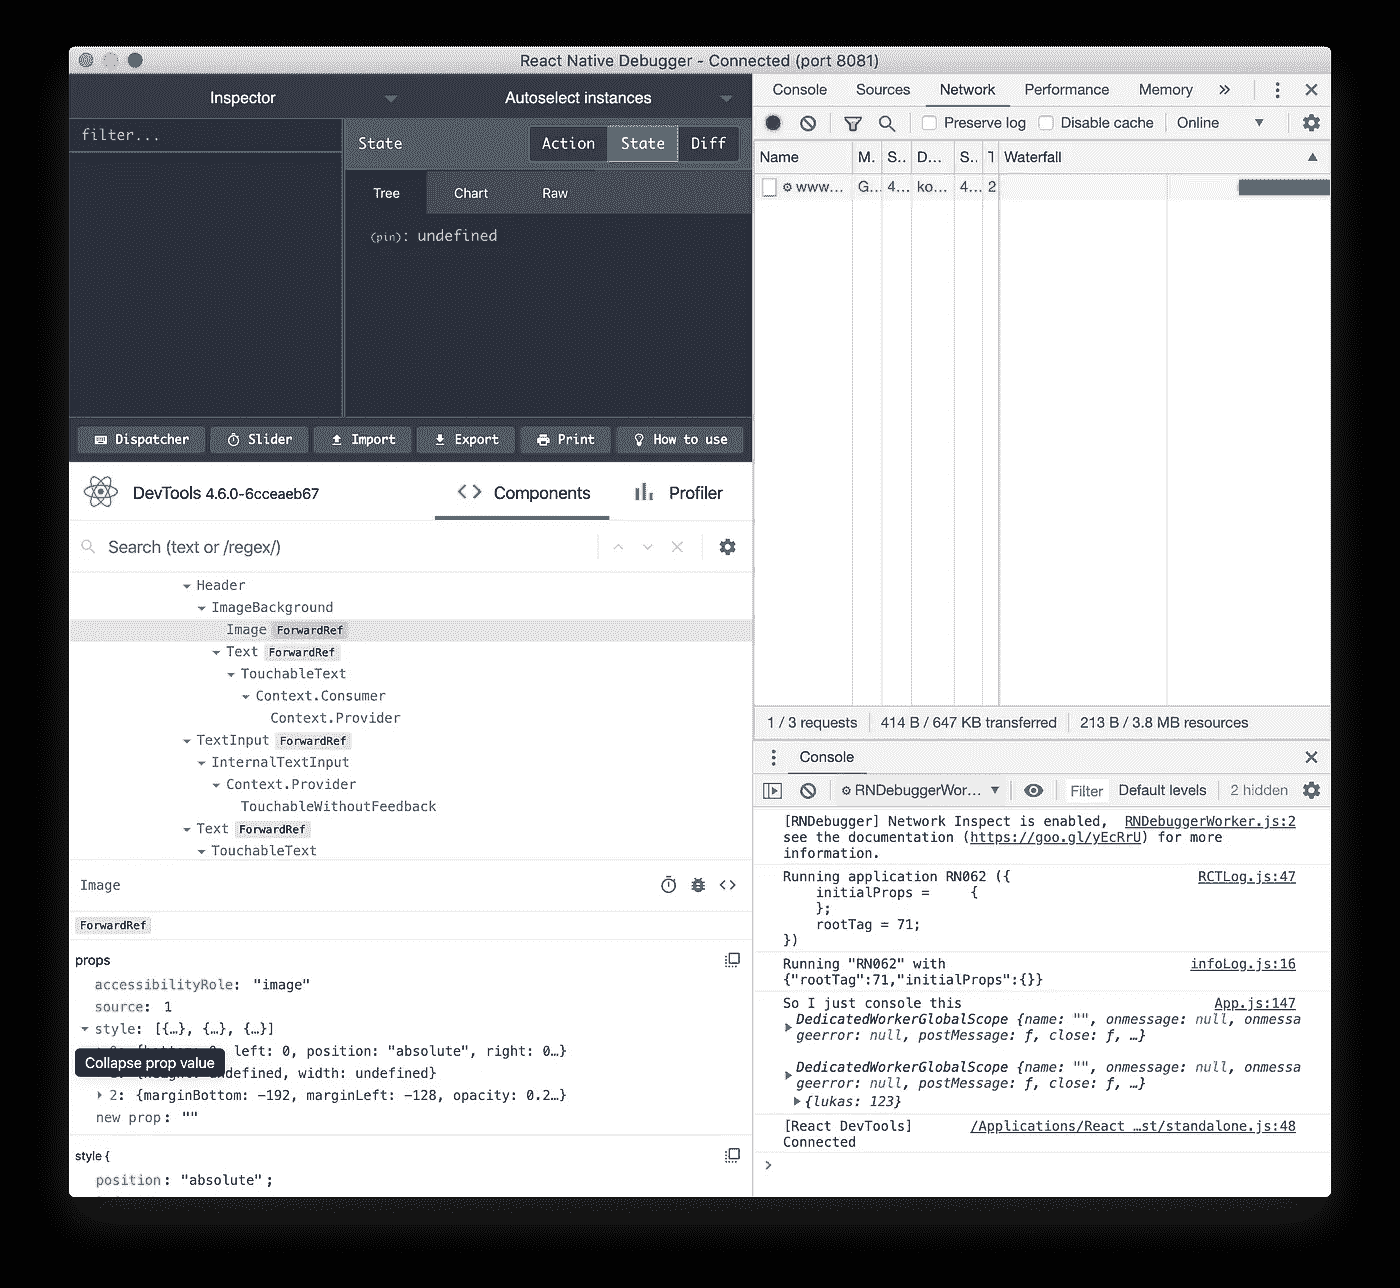 React Native Debugger - Connected (port 8081)
Inspector
Autoselect instances
filter...
State
Action
State
Diff
Tree
Chart
Raw
(pin): undefined
Dispatcher
Slider
Import
Export
Print
How to use
DevTools 4.6.0-6cceaeb67
Components
Profiler
Search (text or /regex/)
Header
ImageBackground
Image ForwardRef
Text ForwardRef
TouchableText
Context.Consumer
Context.Provider
TextInput ForwardRef
InternalTextInput
Context.Provider
TouchableWithoutFeedback
Text ForwardRef
TouchableText
Image
ForwardRef
props
accessibilityRole: "image"
source: 1
style: [{…}, {…}, {…}]
left: 0, position: "absolute", right: 0…}
Collapse prop value
undefined, width: undefined}
2: {marginBottom: -192, marginLeft: -128, opacity: 0.2…}
new prop: ""
style {
position: "absolute";
Console
Sources
Network
Performance
Memory
»
Preserve log
Disable cache
Online
Name
M.
S..
D...
S..
Waterfall
www...
G...
4...
ko...
4...
2
1 / 3 requests
414 B / 647 KB transferred
213 B / 3.8 MB resources
Console
RNDebuggerWor...
Filter
Default levels
2 hidden
[RNDebugger] Network Inspect is enabled, RNDebuggerWorker.js:2
see the documentation (https://goo.gl/yEcRrU) for more
information.
Running application RN062 ({ RCTLog.js:47
initialProps = {
};
rootTag = 71;
})
Running "RN062" with infoLog.js:16
{"rootTag":71,"initialProps":{}}
So I just console this App.js:147
DedicatedWorkerGlobalScope {name: "", onmessage: null, onmessa
geerror: null, postMessage: ƒ, close: ƒ, …}
DedicatedWorkerGlobalScope {name: "", onmessage: null, onmessa
geerror: null, postMessage: ƒ, close: ƒ, …}
{lukas: 123}
[React DevTools] /Applications/React …st/standalone.js:48
Connected